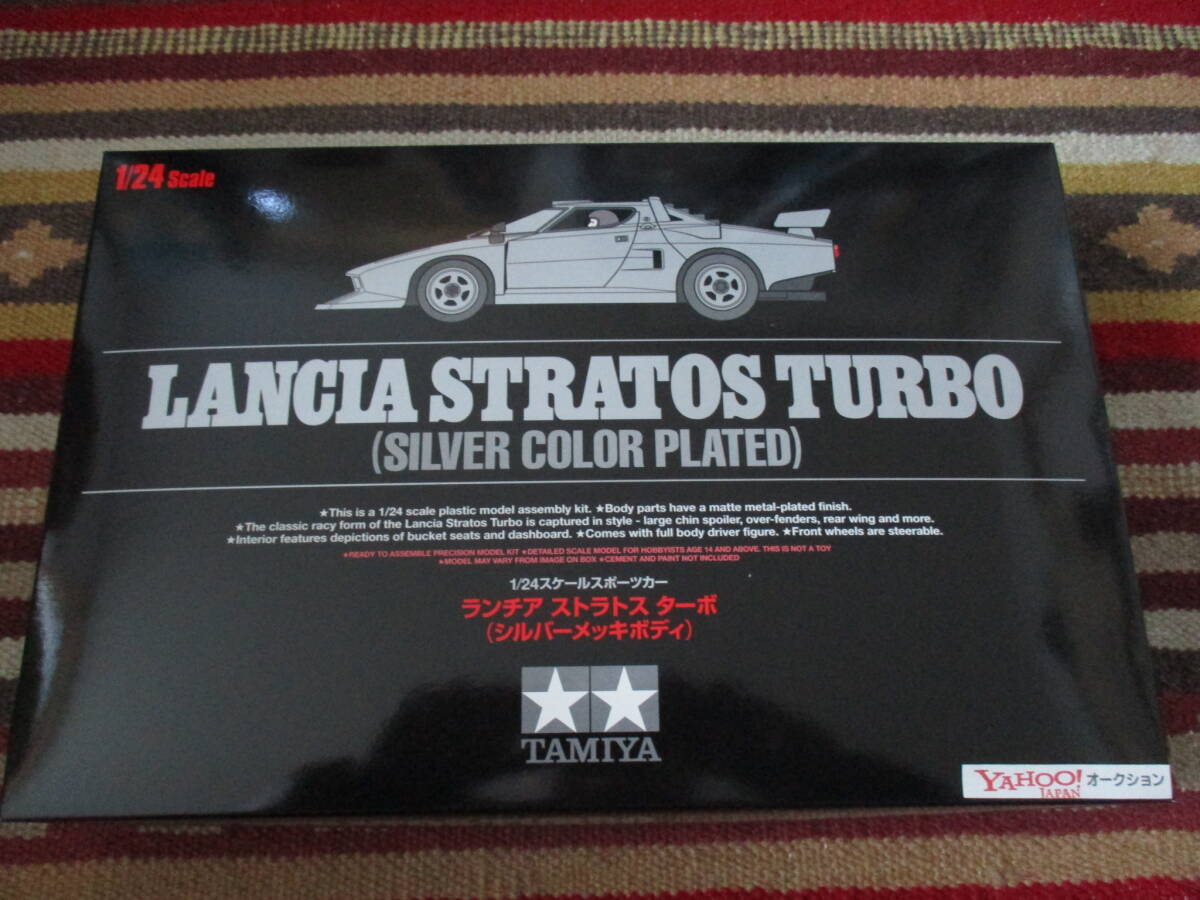 1/24 Scale
LANCIA STRATOS TURBO
(SILVER COLOR PLATED)
★This is a 1/24 scale plastic model assembly kit. ★Body parts have a matte metal-plated finish.
★The classic racy form of the Lancia Stratos Turbo is captured in style - large chin spoiler, over-fenders, rear wing and more.
★Interior features depictions of bucket seats and dashboard. ★Comes with full body driver figure. ★Front wheels are steerable.
★READY TO ASSEMBLE PRECISION MODEL KIT ★DETAILED SCALE MODEL FOR HOBBYISTS AGE 14 AND ABOVE. THIS IS NOT A TOY
★MODEL MAY VARY FROM IMAGE ON BOX ★CEMENT AND PAINT NOT INCLUDED
1/24スケールスポーツカー
ランチア ストラトス ターボ
(シルバーメッキボディ)
TAMIYA
YAHOO! オークション
JAPAN